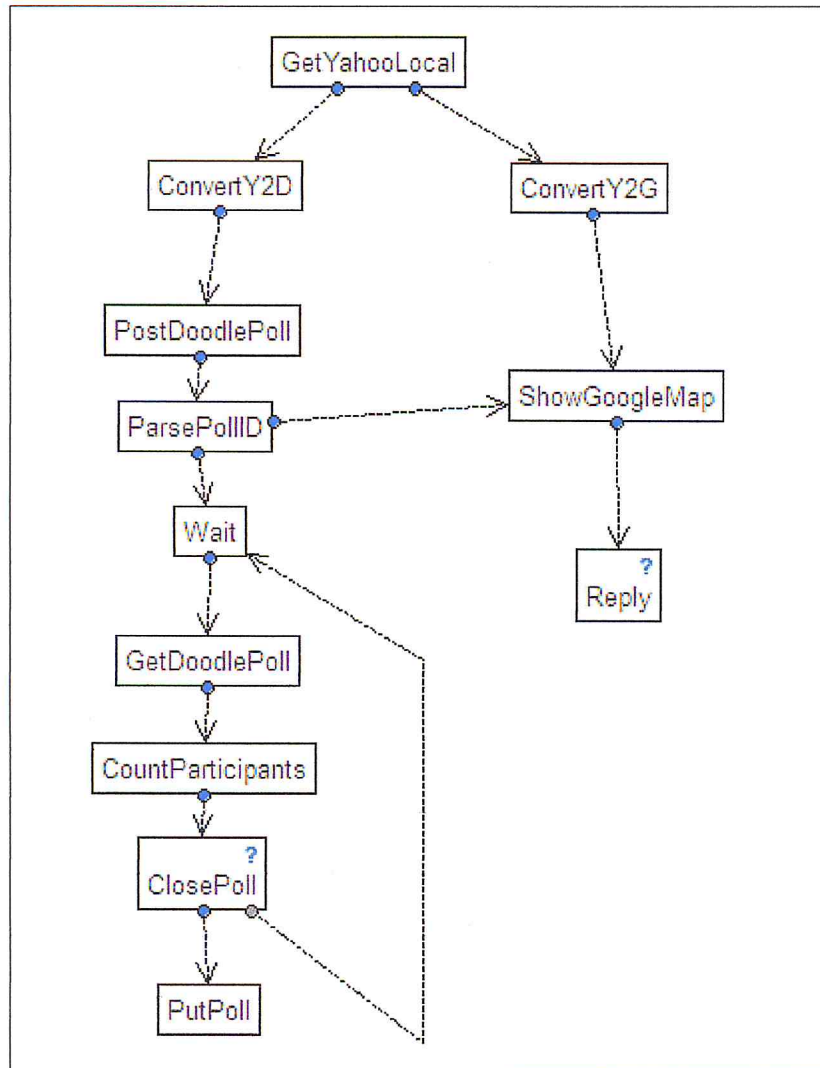 GetYahooLocal
ConvertY2D
ConvertY2G
PostDoodlePoll
ShowGoogleMap
ParsePollID
Wait
?
Reply
GetDoodlePoll
CountParticipants
?
ClosePoll
PutPoll